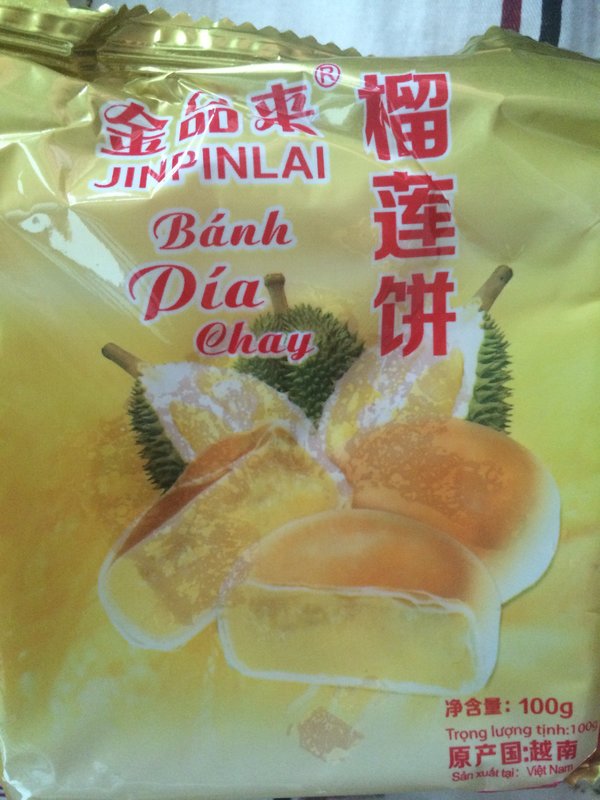 金品来®
JINPINLAI
榴莲饼
Bánh
Pía
Chay
净含量：100g
Trọng lượng tịnh:100g
原产国:越南
Sản xuất tại: Việt Nam